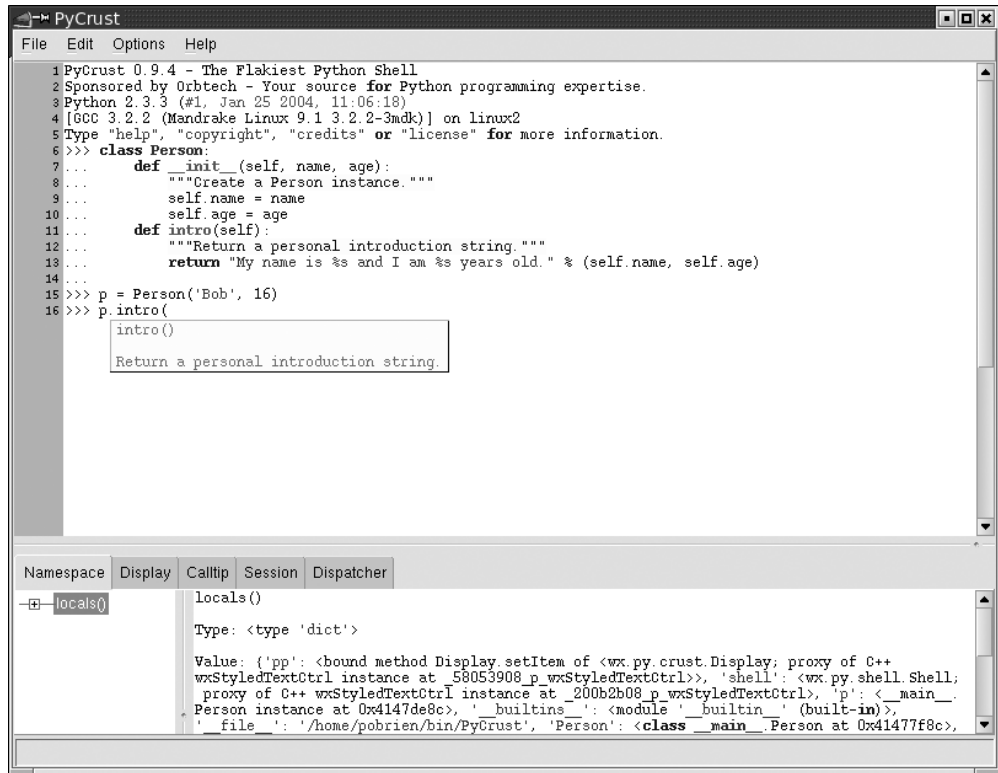 PyCrust
File Edit Options Help
1 PyCrust 0.9.4 - The Flakiest Python Shell
2 Sponsored by Orbtech - Your source for Python programming expertise.
3 Python 2.3.3 (#1, Jan 25 2004, 11:06:18)
4 [GCC 3.2.2 (Mandrake Linux 9.1 3.2.2-3mdk)] on linux2
5 Type "help", "copyright", "credits" or "license" for more information.
6 >>> class Person:
7 ...     def __init__(self, name, age):
8 ...         """Create a Person instance."""
9 ...         self.name = name
10 ...         self.age = age
11 ...     def intro(self):
12 ...         """Return a personal introduction string."""
13 ...         return "My name is %s and I am %s years old." % (self.name, self.age)
14 ...
15 >>> p = Person('Bob', 16)
16 >>> p.intro(
intro()
Return a personal introduction string.
Namespace Display Calltip Session Dispatcher
locals()
locals()
Type: <type 'dict'>
Value: {'pp': <bound method Display.setItem of <wx.py.crust.Display; proxy of C++
wxStyledTextCtrl instance at _58053908_p_wxStyledTextCtrl>>, 'shell': <wx.py.shell.Shell;
proxy of C++ wxStyledTextCtrl instance at _200b2b08_p_wxStyledTextCtrl>, 'p': <__main__.
Person instance at 0x4147de8c>, '__builtins__': <module '__builtin__' (built-in)>,
'__file__': '/home/pobrien/bin/PyCrust', 'Person': <class __main__.Person at 0x41477f8c>,